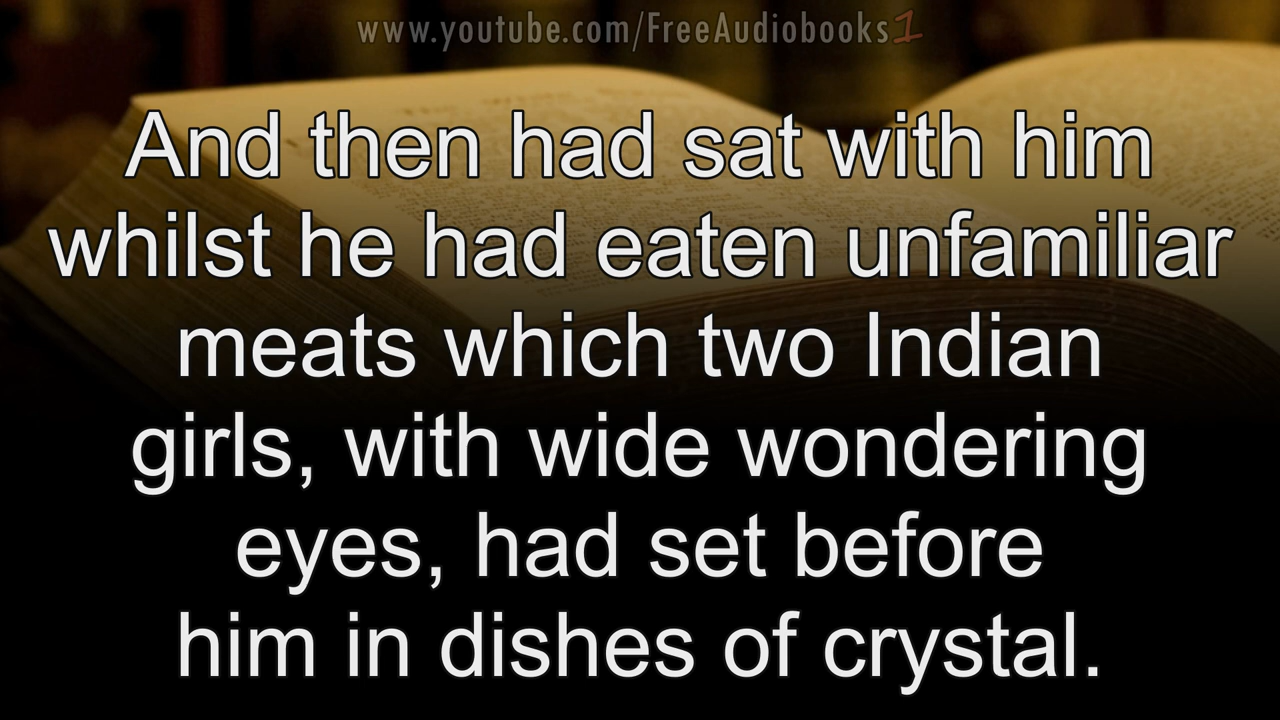 www.youtube.com/FreeAudiobooks1
And then had sat with him
whilst he had eaten unfamiliar
meats which two Indian
girls, with wide wondering
eyes, had set before
him in dishes of crystal.